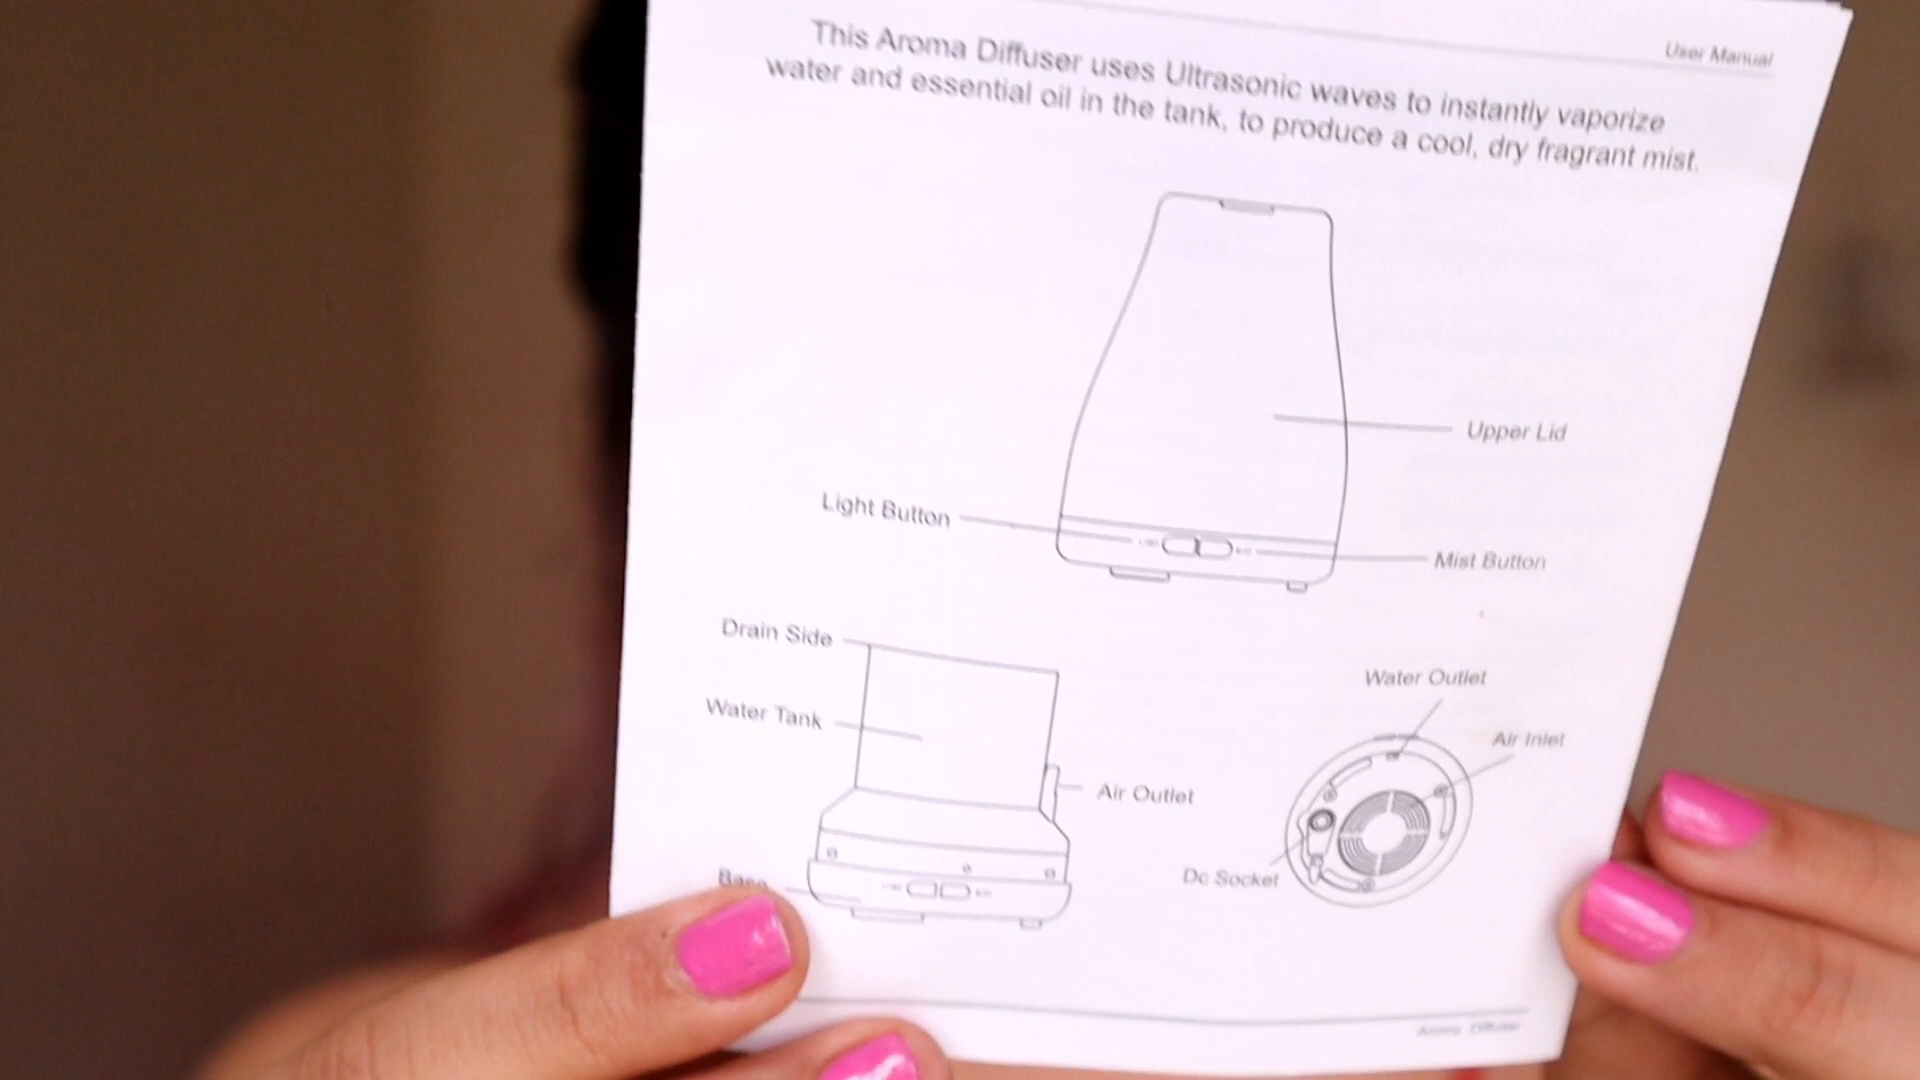 User Manual
This Aroma Diffuser uses Ultrasonic waves to instantly vaporize
water and essential oil in the tank, to produce a cool, dry fragrant mist.
Upper Lid
Light Button
Mist Button
Drain Side
Water Tank
Air Outlet
Base
Water Outlet
Air Inlet
Dc Socket
Aroma Diffuser